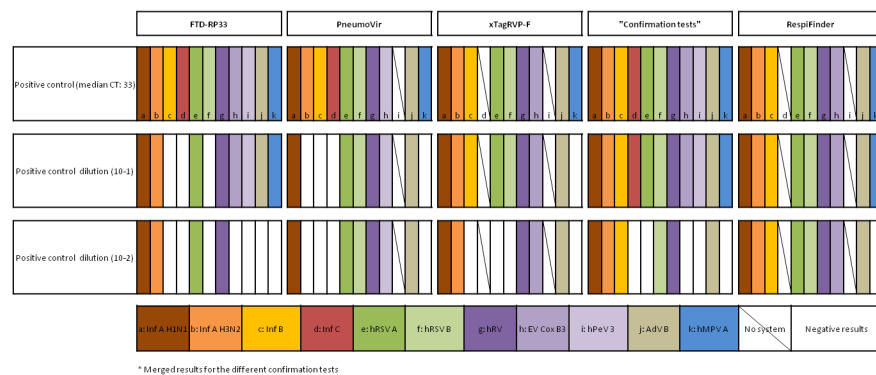 FTD-RP33 PneumoVir xTagRVP-F "Confirmation tests" RespiFinder
Positive control (median CT: 33)
a b c d e f g h i j k a b c d e f g h i j k a b c d e f g h i j k a b c d e f g h i j k a b c d e f g h i j k
Positive control dilution (10-1)
Positive control dilution (10-2)
a: Inf A H1N1 b: Inf A H3N2 c: Inf B d: Inf C e: hRSV A f: hRSV B g: hRV h: EV Cox B3 i: hPeV 3 j: AdV B k: hMPV A No system Negative results
* Merged results for the different confirmation tests